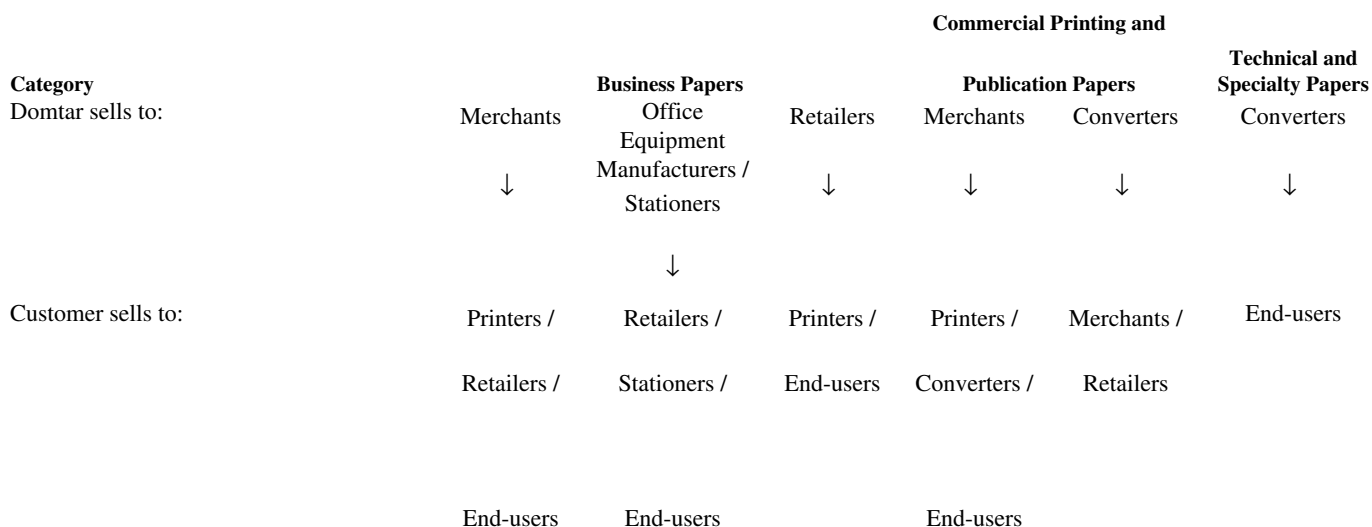 Commercial Printing and
Technical and
Category Business Papers Publication Papers Specialty Papers
Domtar sells to: Merchants Office Retailers Merchants Converters Converters
Equipment
Manufacturers /
↓ ↓ ↓ ↓ ↓
Stationers
↓
Customer sells to: Printers / Retailers / Printers / Printers / Merchants / End-users
Retailers / Stationers / End-users Converters / Retailers
End-users End-users End-users